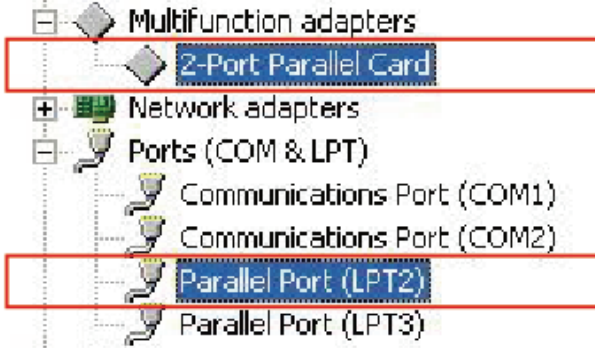 Multifunction adapters
2-Port Parallel Card
Network adapters
Ports (COM & LPT)
Communications Port (COM1)
Communications Port (COM2)
Parallel Port (LPT2)
Parallel Port (LPT3)